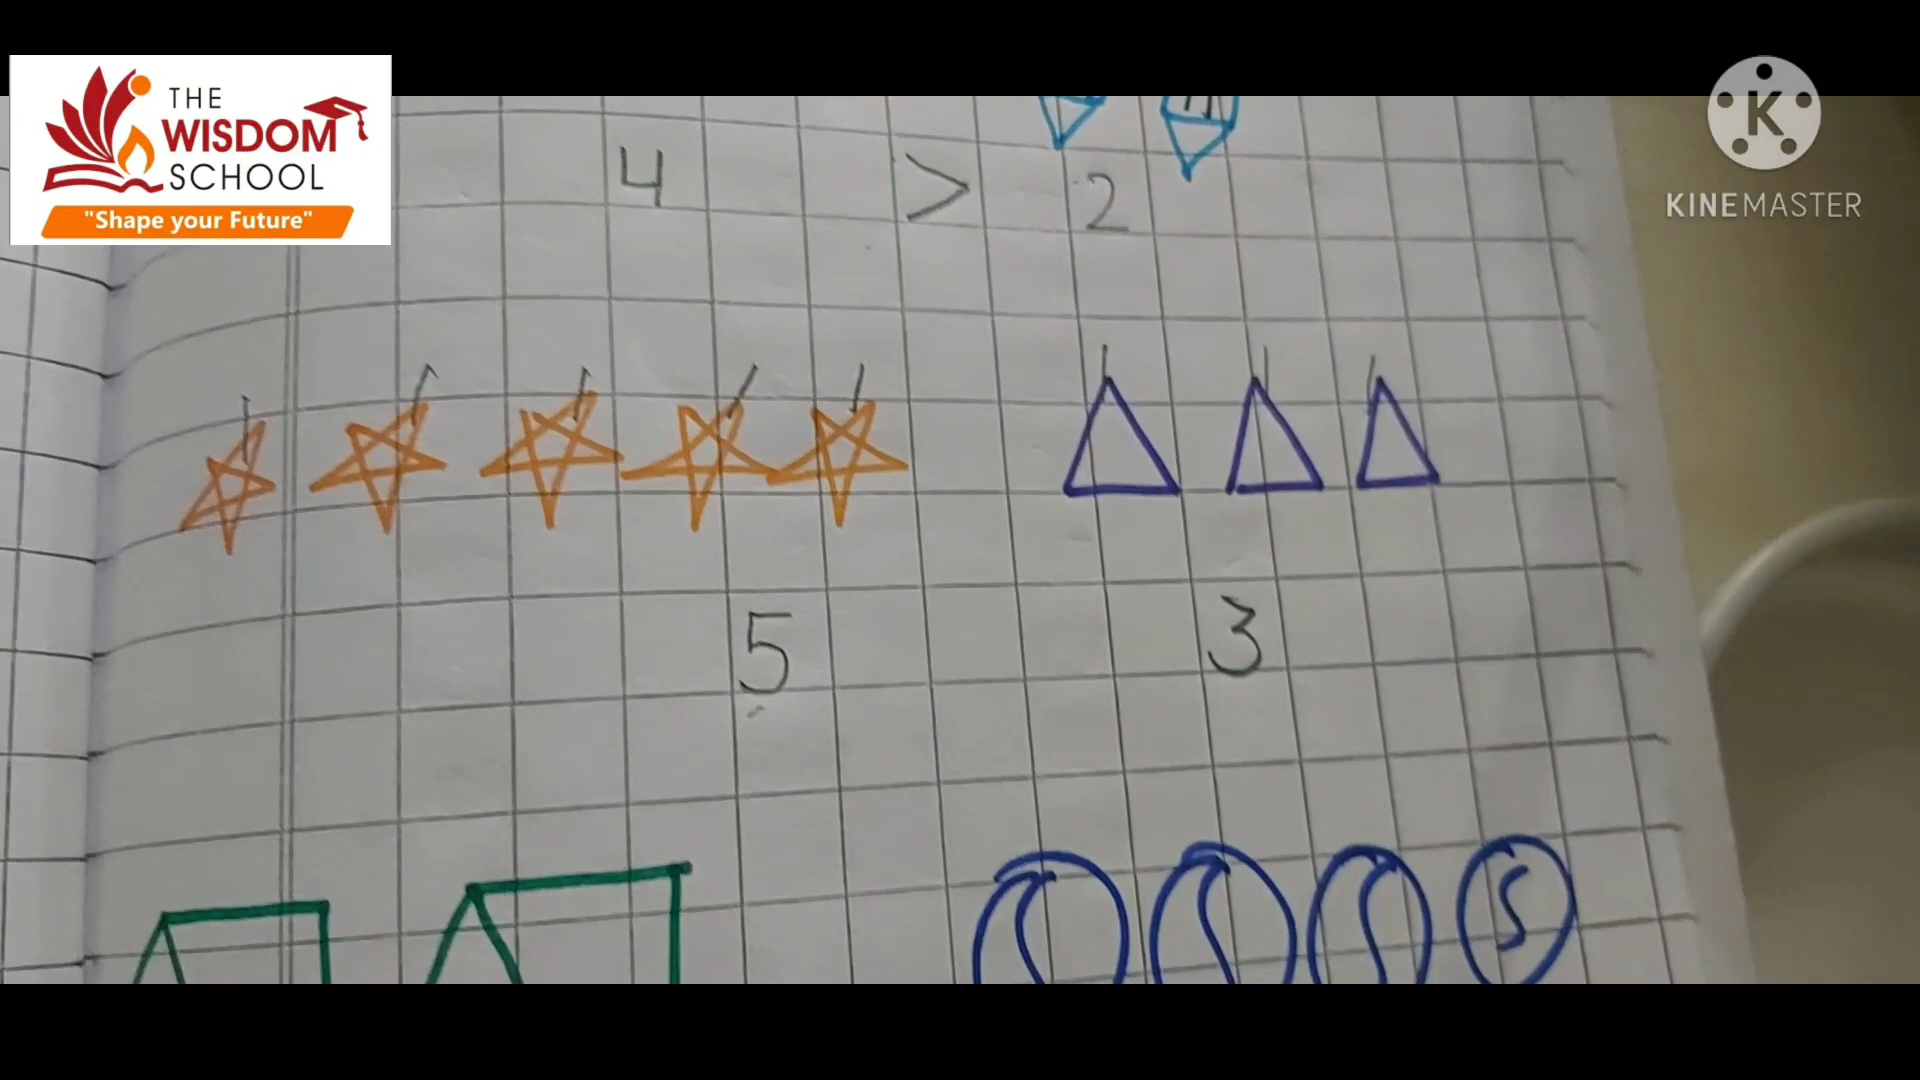 THE
WISDOM
SCHOOL
"Shape your Future"
K
KINEMASTER
4 > 2
5 3
S